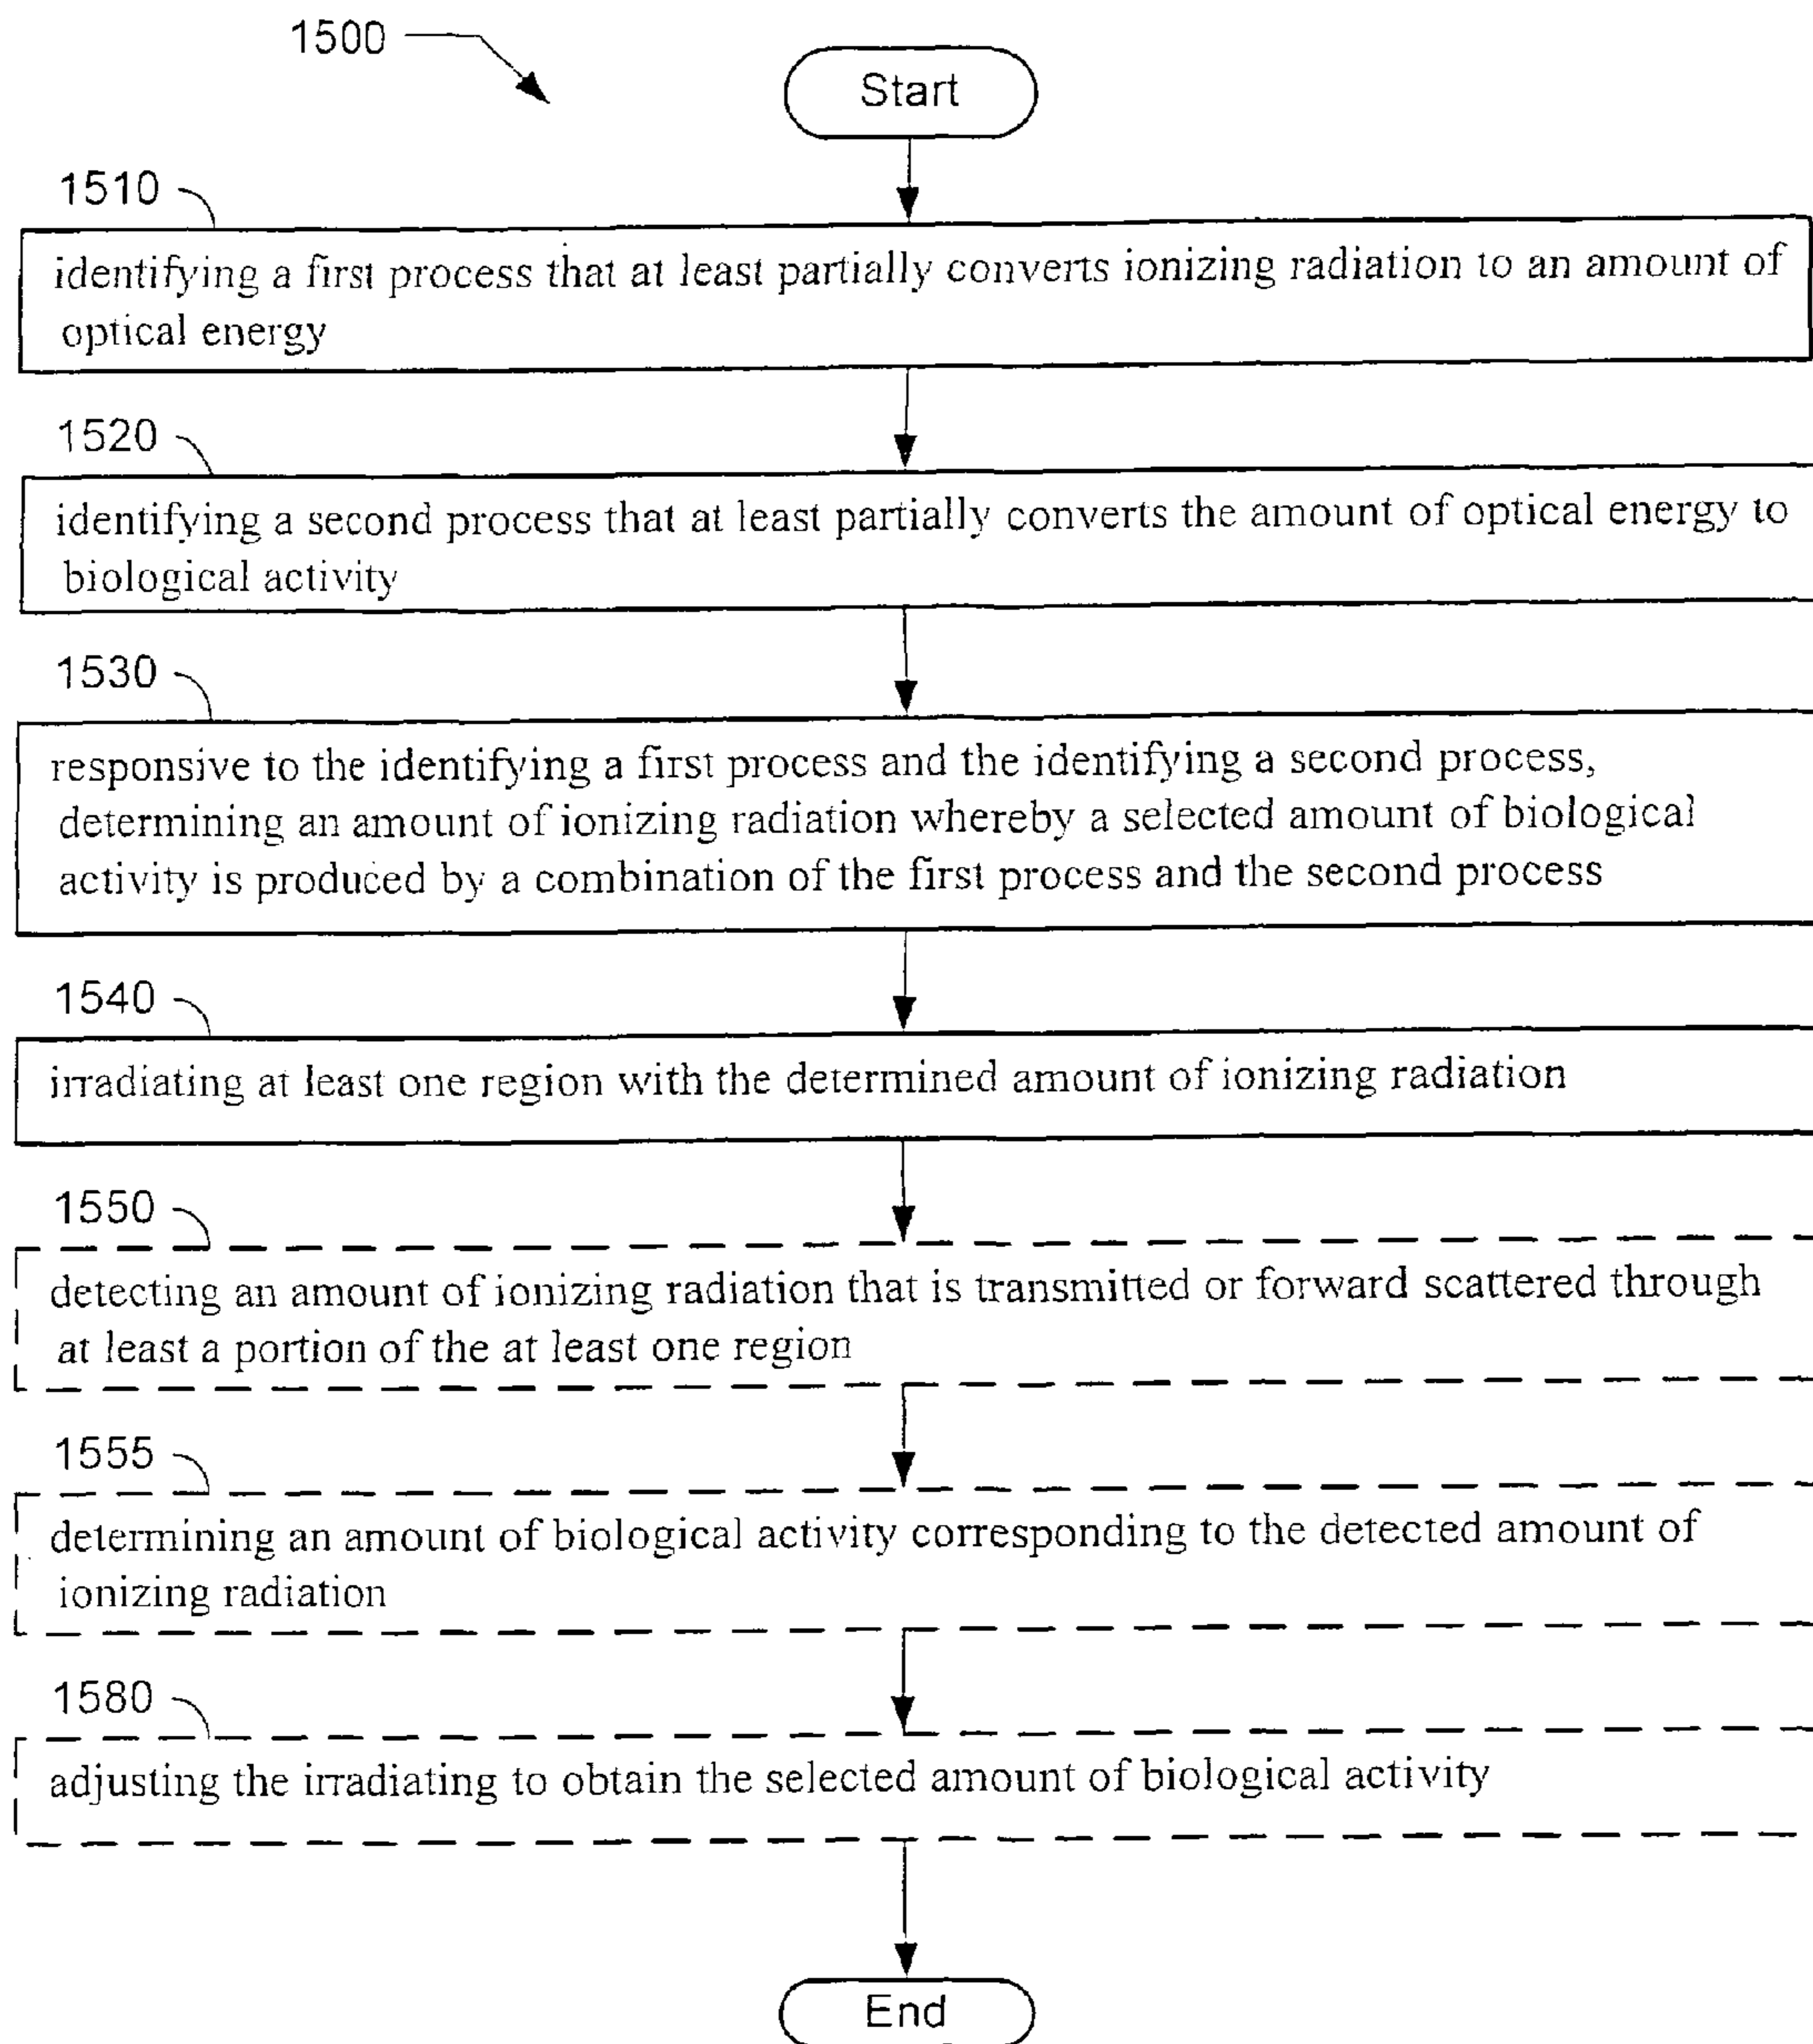 1500
Start
1510
identifying a first process that at least partially converts ionizing radiation to an amount of
optical energy
1520
identifying a second process that at least partially converts the amount of optical energy to
biological activity
1530
responsive to the identifying a first process and the identifying a second process,
determining an amount of ionizing radiation whereby a selected amount of biological
activity is produced by a combination of the first process and the second process
1540
irradiating at least one region with the determined amount of ionizing radiation
1550
detecting an amount of ionizing radiation that is transmitted or forward scattered through
at least a portion of the at least one region
1555
determining an amount of biological activity corresponding to the detected amount of
ionizing radiation
1580
adjusting the irradiating to obtain the selected amount of biological activity
End